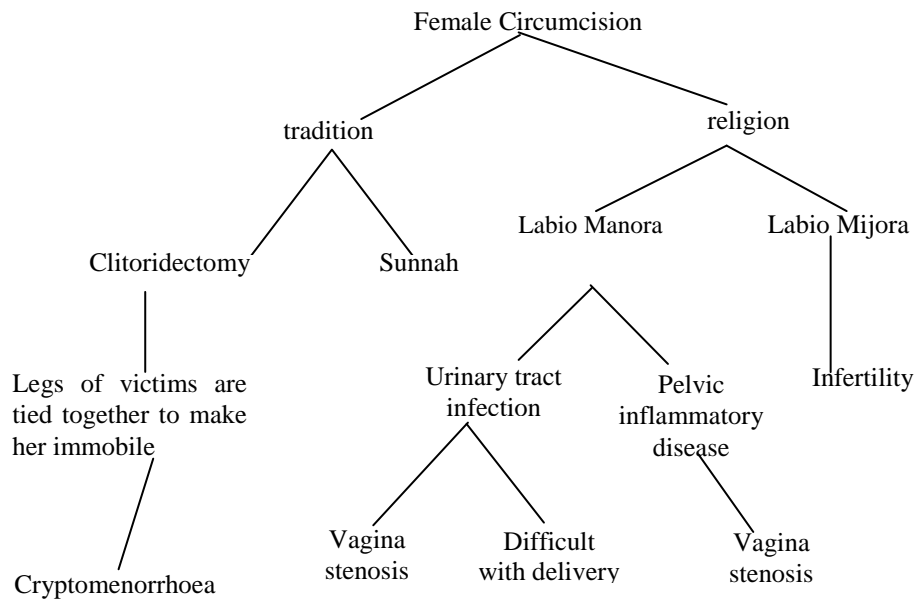 Female Circumcision
tradition
religion
Labio Manora
Labio Mijora
Clitoridectomy
Sunnah
Legs of victims are
tied together to make
her immobile
Urinary tract
infection
Pelvic
inflammatory
disease
Infertility
Vagina
stenosis
Difficult
with delivery
Vagina
stenosis
Cryptomenorrhoea